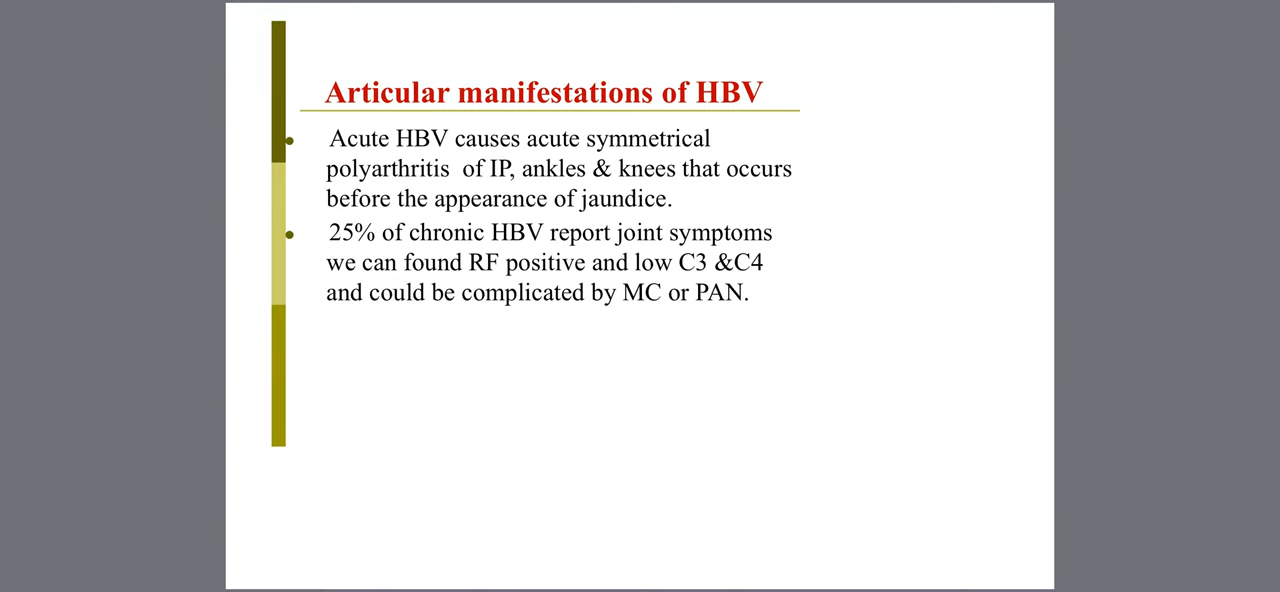 Articular manifestations of HBV
• Acute HBV causes acute symmetrical
polyarthritis of IP, ankles & knees that occurs
before the appearance of jaundice.
• 25% of chronic HBV report joint symptoms
we can found RF positive and low C3 &C4
and could be complicated by MC or PAN.